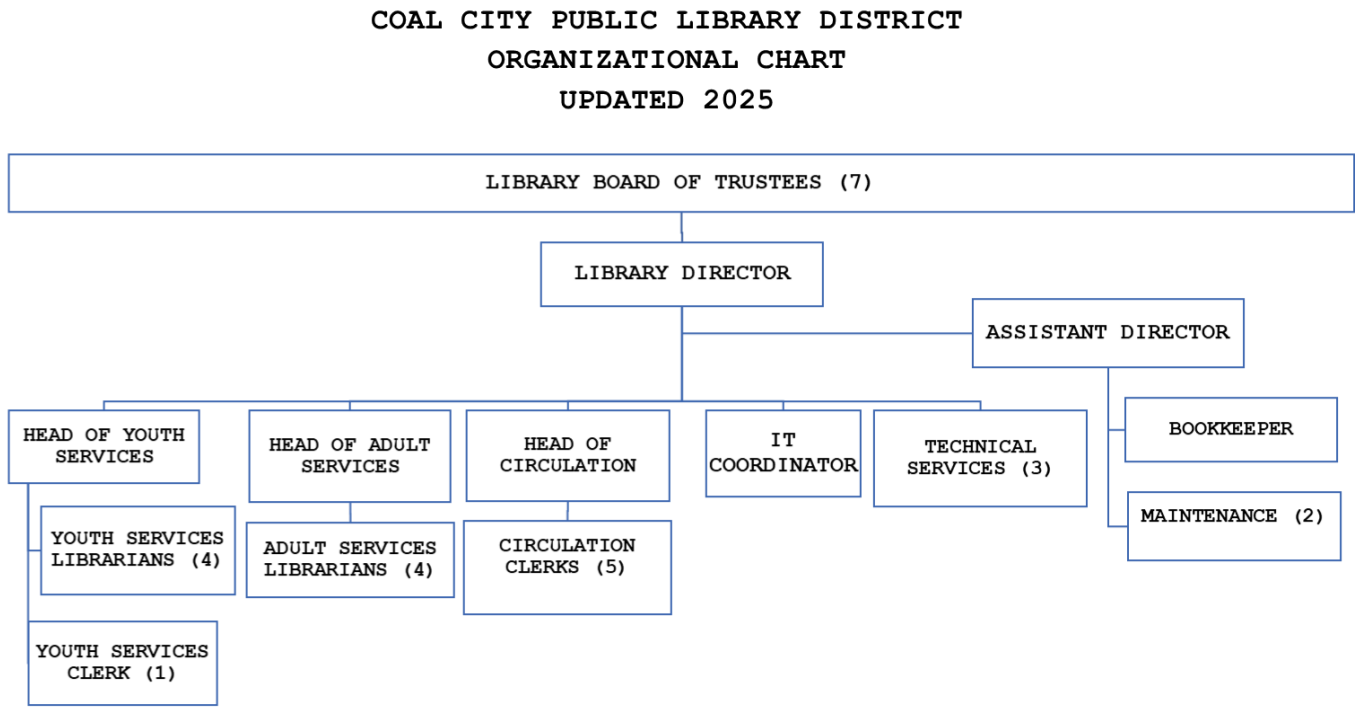 COAL CITY PUBLIC LIBRARY DISTRICT
ORGANIZATIONAL CHART
UPDATED 2025
LIBRARY BOARD OF TRUSTEES (7)
LIBRARY DIRECTOR
ASSISTANT DIRECTOR
HEAD OF YOUTH
SERVICES
HEAD OF ADULT
SERVICES
HEAD OF
CIRCULATION
IT
COORDINATOR
TECHNICAL
SERVICES (3)
BOOKKEEPER
MAINTENANCE (2)
YOUTH SERVICES
LIBRARIANS (4)
ADULT SERVICES
LIBRARIANS (4)
CIRCULATION
CLERKS (5)
YOUTH SERVICES
CLERK (1)